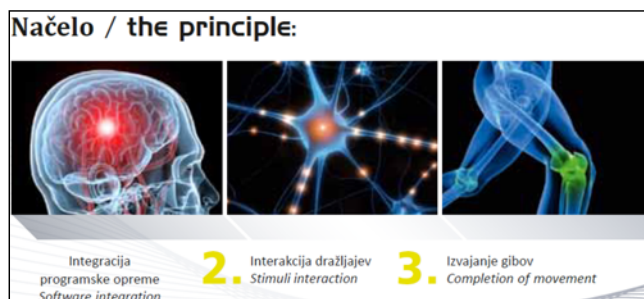 Načelo / the principle:
Integracija
programske opreme
Software integration
2. Interakcija dražljajev
Stimuli interaction
3. Izvajanje gibov
Completion of movement